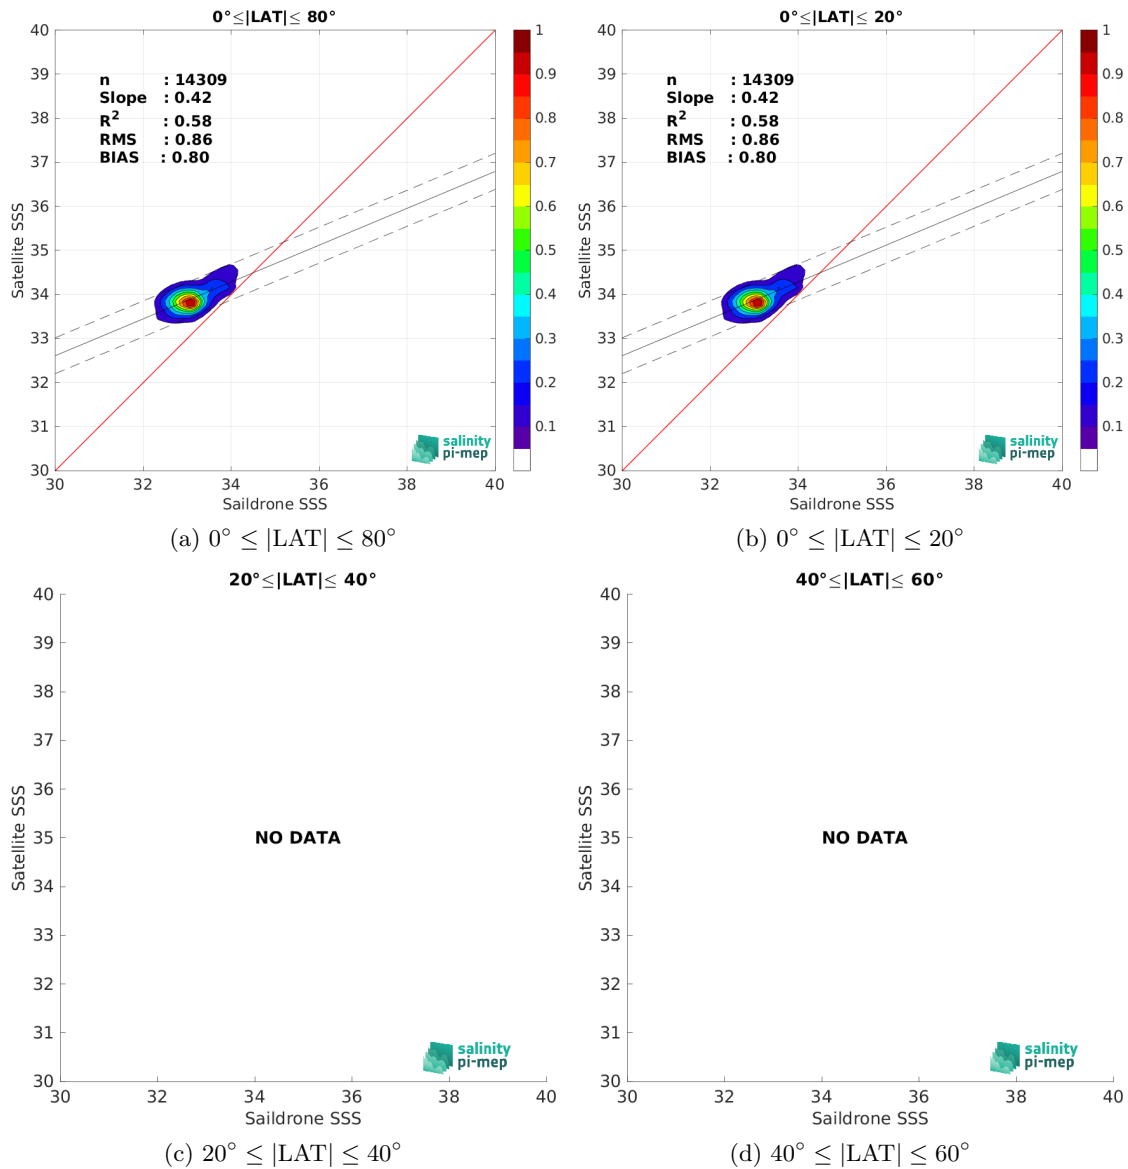 0°≤|LAT|≤ 80°
40
39
38
37
36
35
34
33
32
31
30
Satellite SSS
n : 14309
Slope : 0.42
R² : 0.58
RMS : 0.86
BIAS : 0.80
1
0.9
0.8
0.7
0.6
0.5
0.4
0.3
0.2
0.1
salinity
pi-mep
30 32 34 36 38 40
Saildrone SSS
(a) 0° ≤ |LAT| ≤ 80°
0°≤|LAT|≤ 20°
40
39
38
37
36
35
34
33
32
31
30
Satellite SSS
n : 14309
Slope : 0.42
R² : 0.58
RMS : 0.86
BIAS : 0.80
1
0.9
0.8
0.7
0.6
0.5
0.4
0.3
0.2
0.1
salinity
pi-mep
30 32 34 36 38 40
Saildrone SSS
(b) 0° ≤ |LAT| ≤ 20°
20°≤|LAT|≤ 40°
40
39
38
37
36
35
34
33
32
31
30
Satellite SSS
NO DATA
salinity
pi-mep
30 32 34 36 38 40
Saildrone SSS
(c) 20° ≤ |LAT| ≤ 40°
40°≤|LAT|≤ 60°
40
39
38
37
36
35
34
33
32
31
30
Satellite SSS
NO DATA
salinity
pi-mep
30 32 34 36 38 40
Saildrone SSS
(d) 40° ≤ |LAT| ≤ 60°